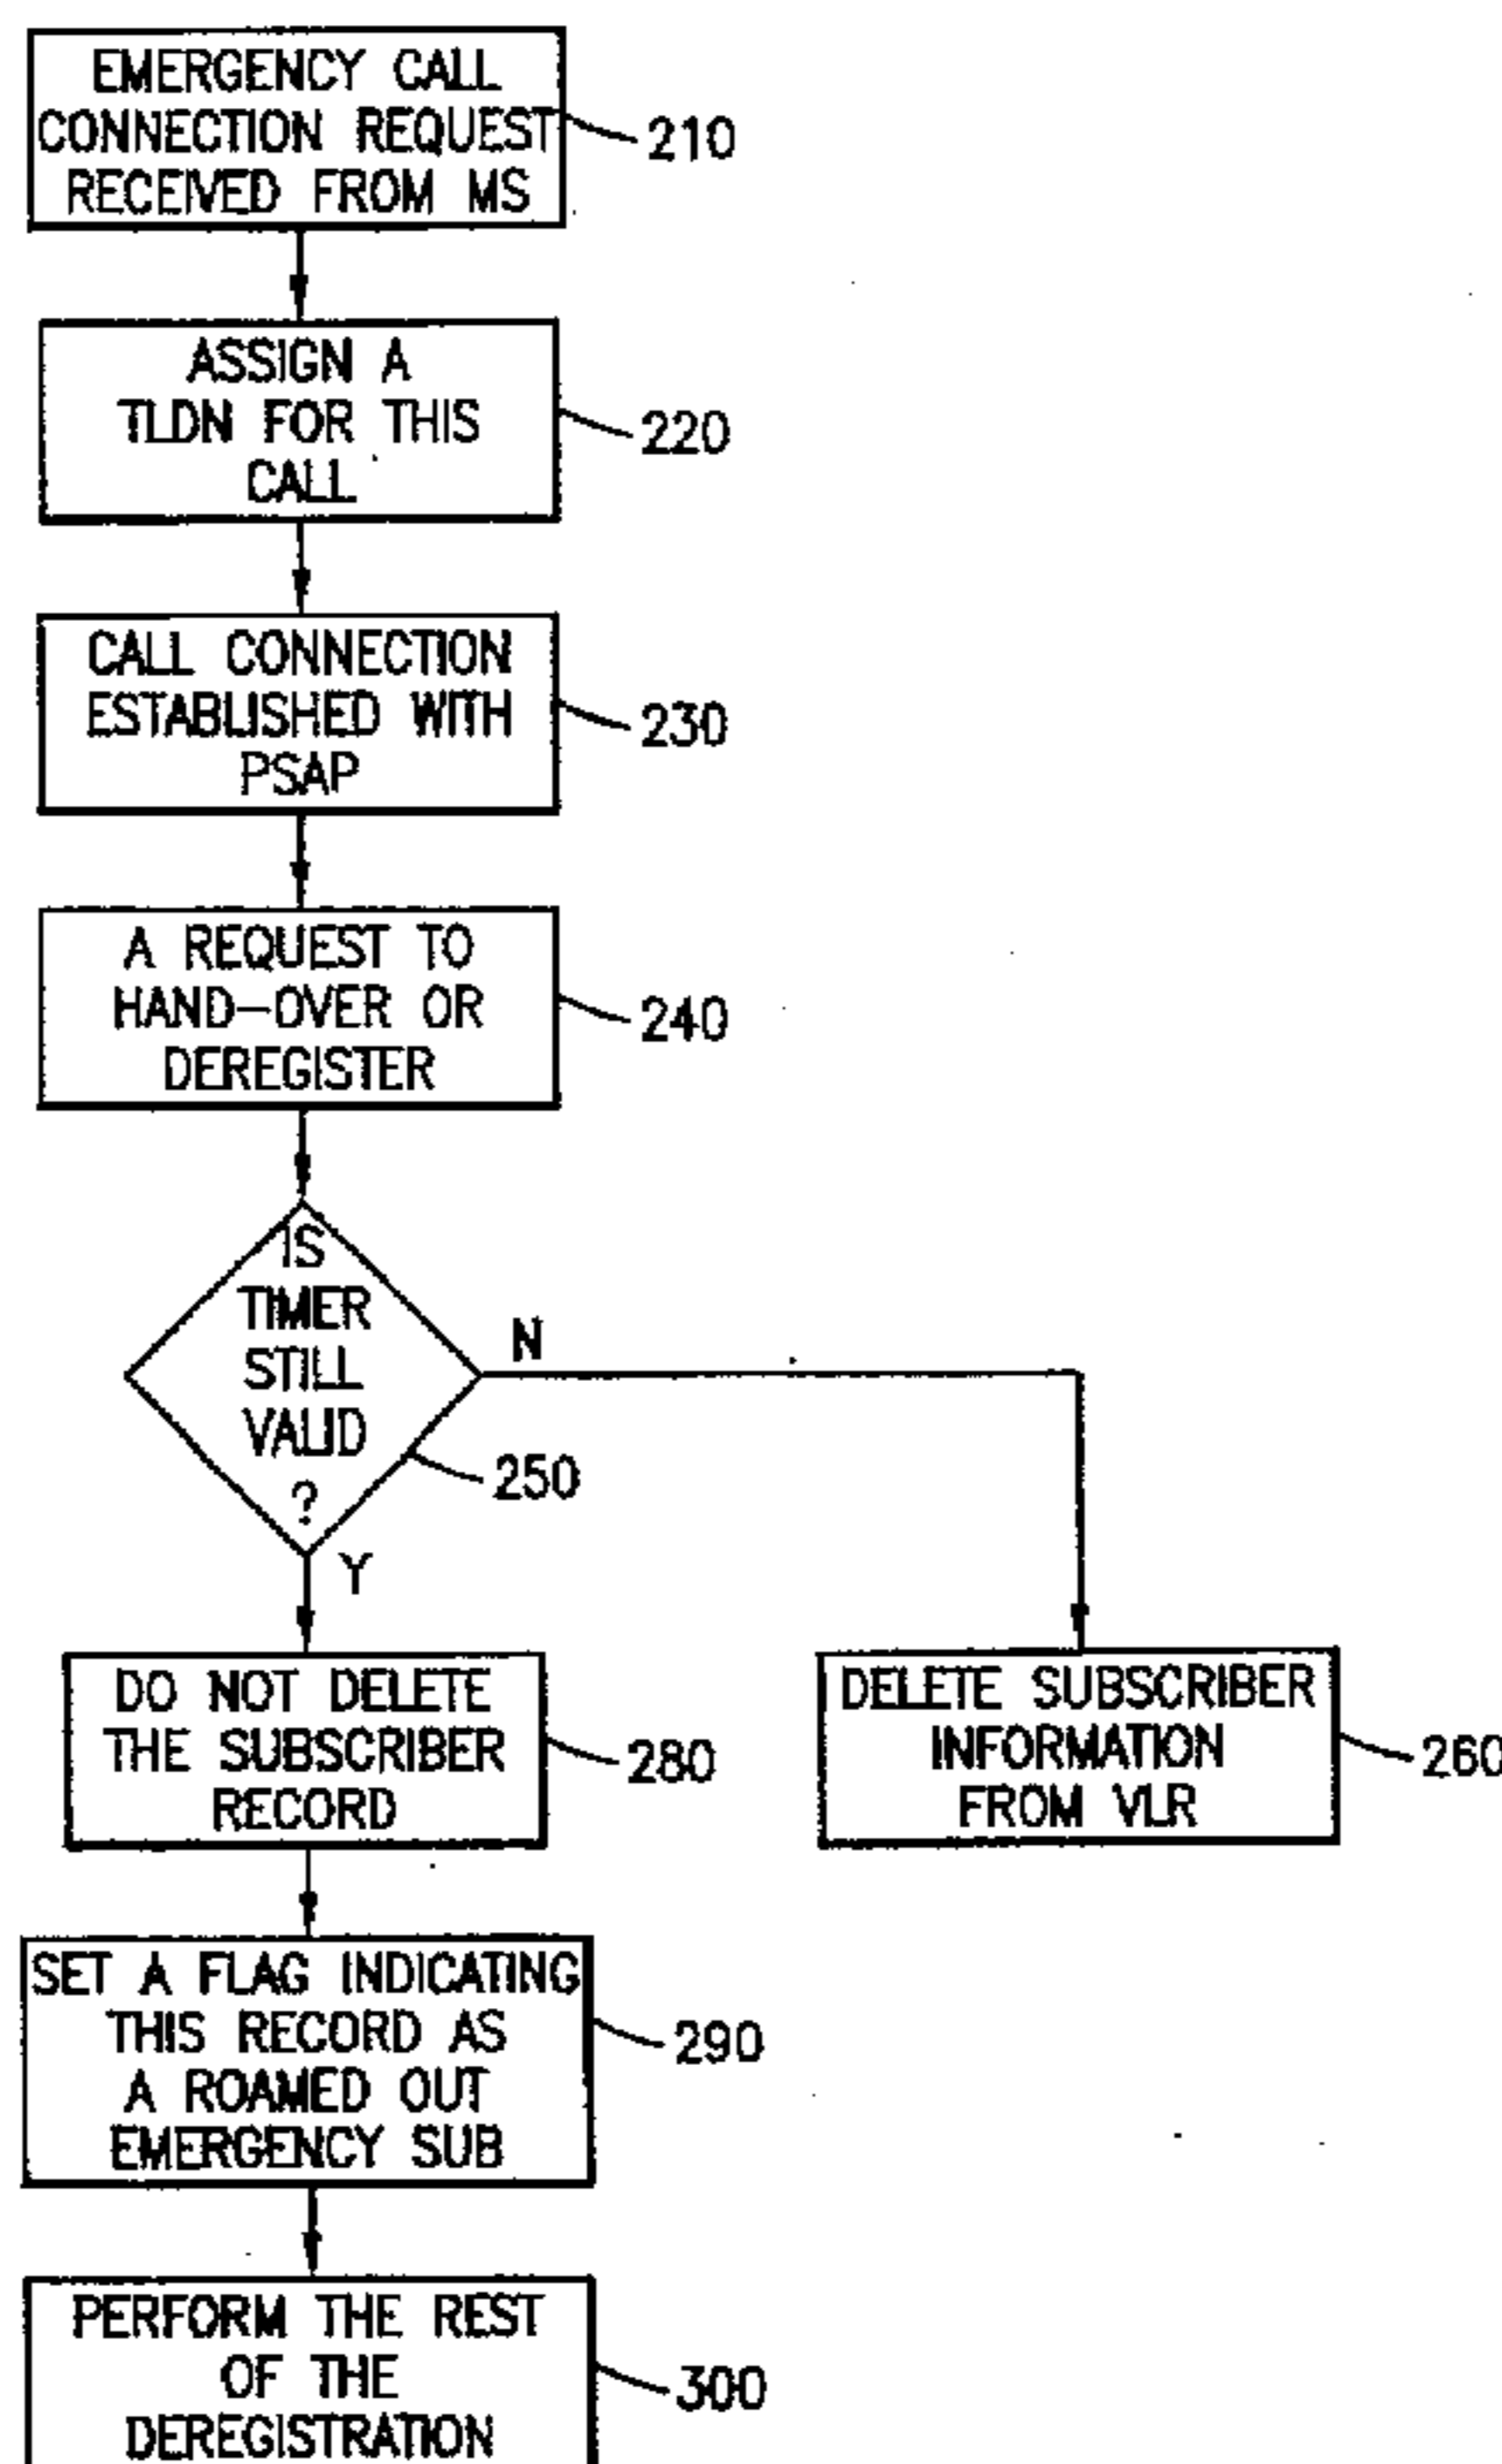 EMERGENCY CALL
CONNECTION REQUEST
RECEIVED FROM MS
210
ASSIGN A
TLDN FOR THIS
CALL
220
CALL CONNECTION
ESTABLISHED WITH
PSAP
230
A REQUEST TO
HAND-OVER OR
DEREGISTER
240
IS
TIMER
STILL
VALID
?
250
N
Y
DO NOT DELETE
THE SUBSCRIBER
RECORD
280
DELETE SUBSCRIBER
INFORMATION
FROM VLR
260
SET A FLAG INDICATING
THIS RECORD AS
A ROAMED OUT
EMERGENCY SUB
290
PERFORM THE REST
OF THE
DEREGISTRATION
300